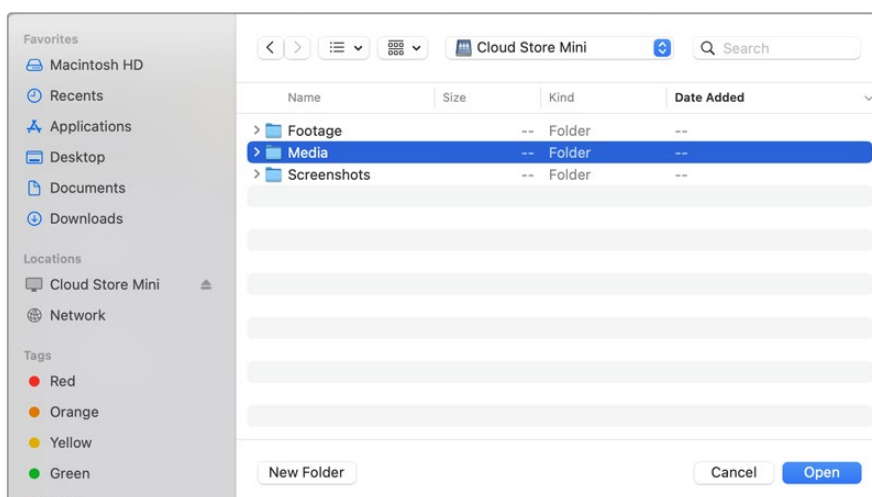 Favorites
Macintosh HD
Recents
Applications
Desktop
Documents
Downloads
Locations
Cloud Store Mini
Network
Tags
Red
Orange
Yellow
Green
Cloud Store Mini
Search
Name Size Kind Date Added
Footage -- Folder --
Media -- Folder --
Screenshots -- Folder --
New Folder Cancel Open